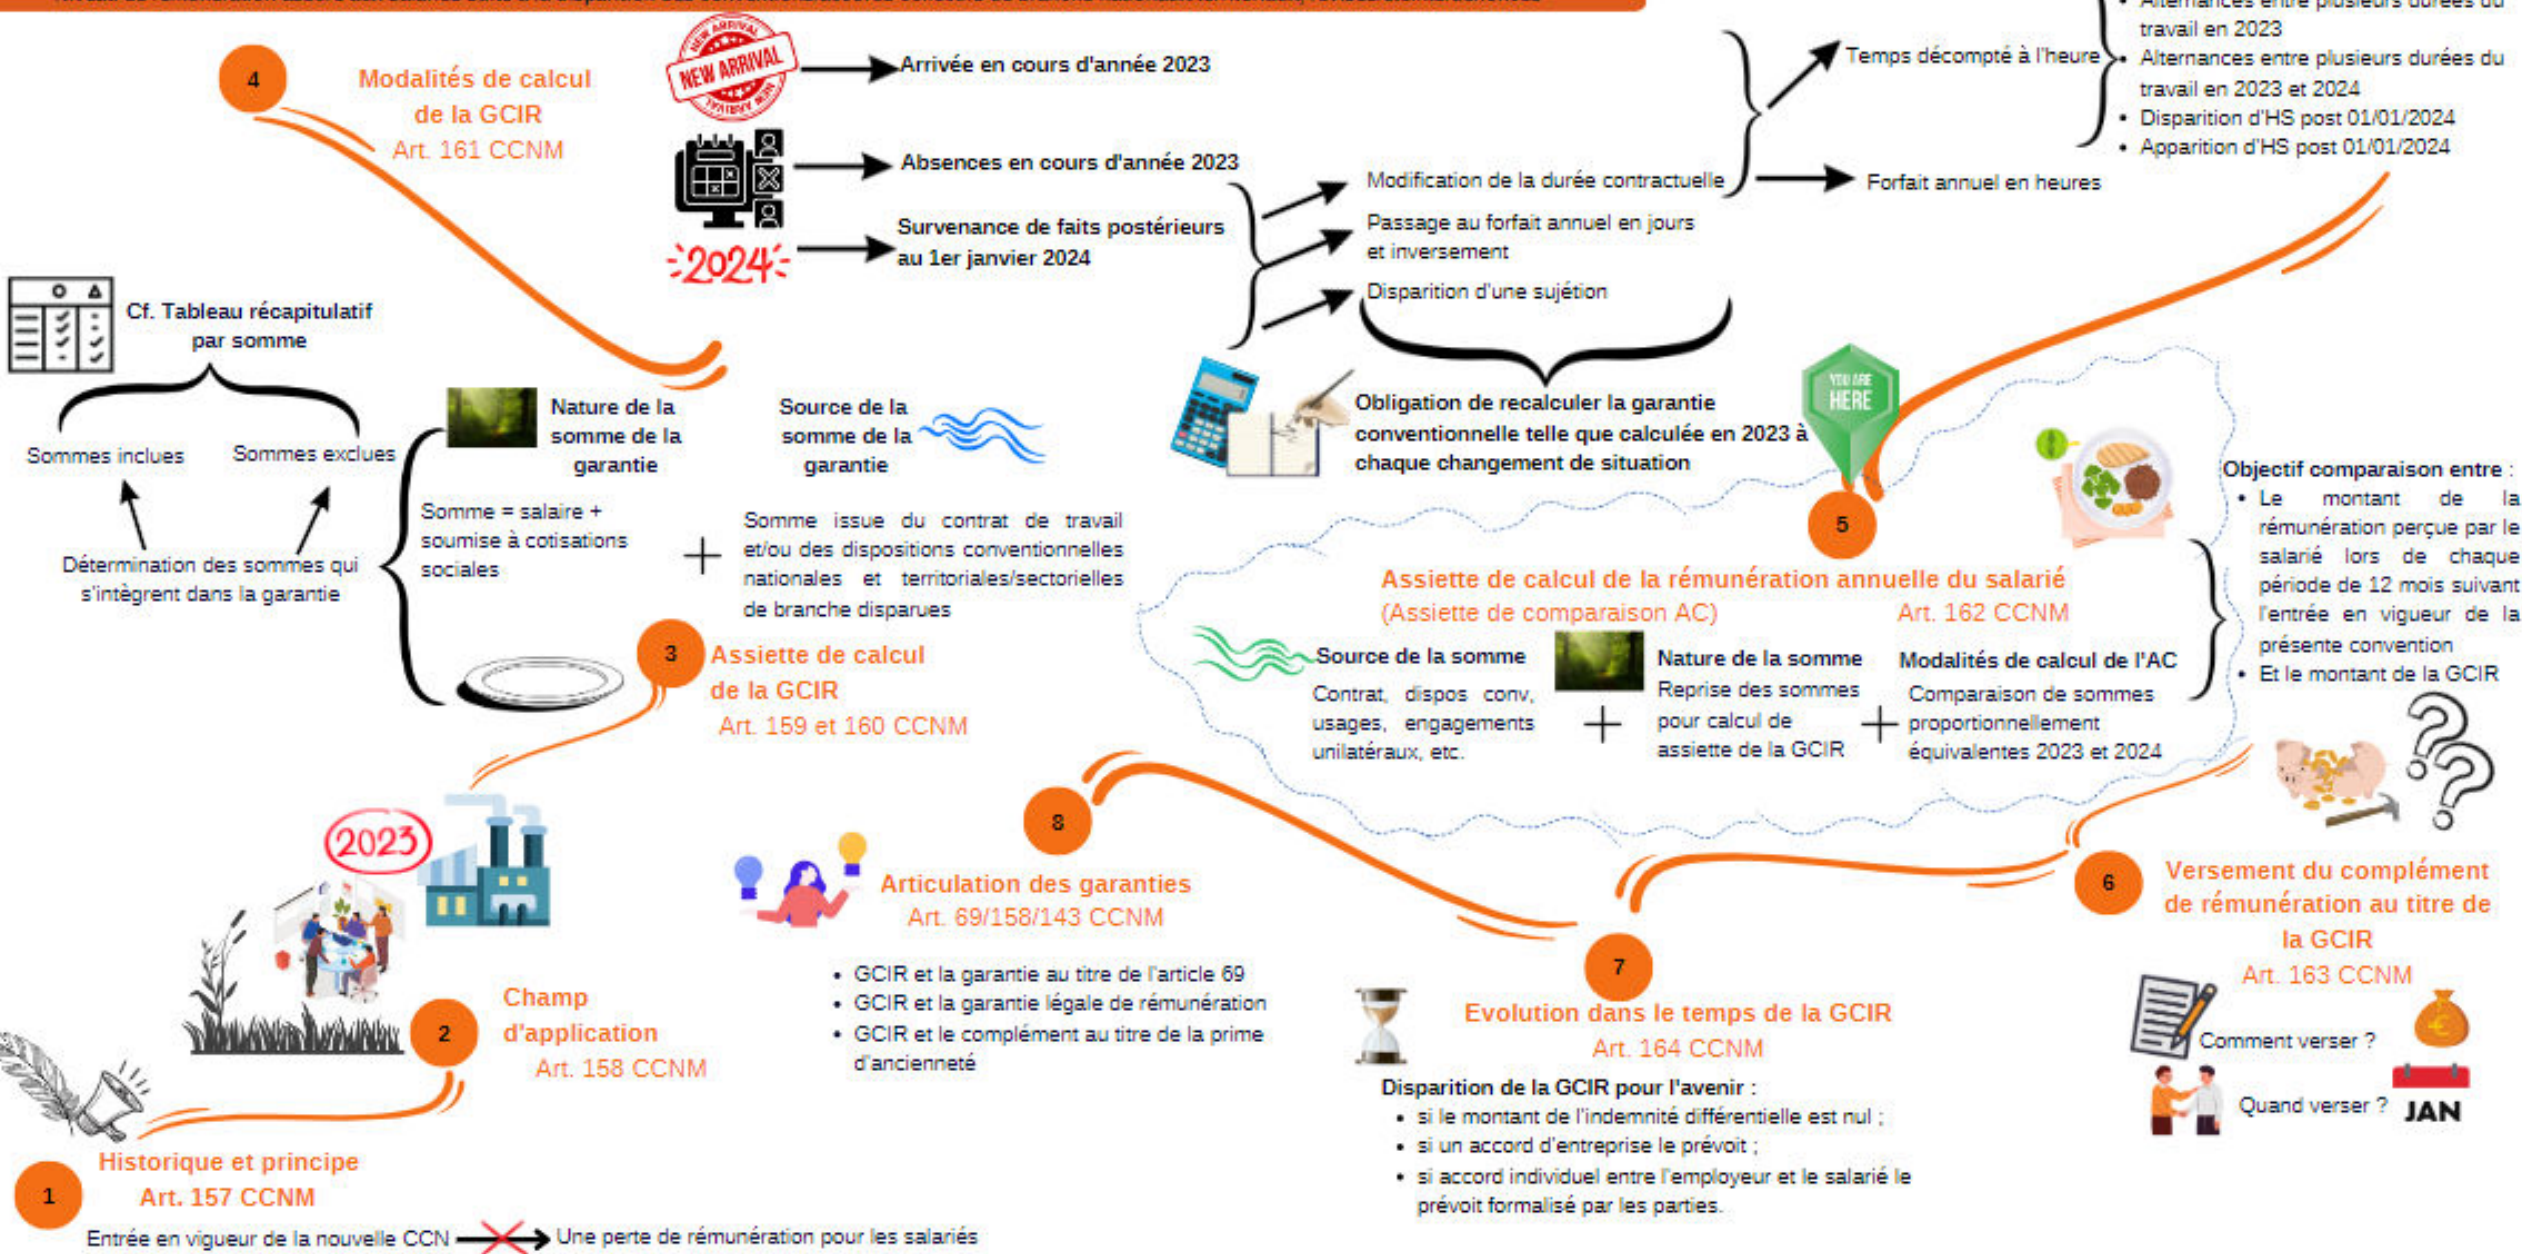 travail en 2023
Temps décompté à l'heure
• Alternances entre plusieurs durées du
travail en 2023 et 2024
• Disparition d'HS post 01/01/2024
• Apparition d'HS post 01/01/2024
Forfait annuel en heures
4
Modalités de calcul
de la GCIR
Art. 161 CCNM
NEW ARRIVAL
NEW ARRIVAL
NEW ARRIVAL
Arrivée en cours d'année 2023
Absences en cours d'année 2023
2024
Survenance de faits postérieurs
au 1er janvier 2024
Modification de la durée contractuelle
Passage au forfait annuel en jours
et inversement
Disparition d'une sujétion
Obligation de recalculer la garantie
conventionnelle telle que calculée en 2023 à
chaque changement de situation
Cf. Tableau récapitulatif
par somme
Sommes inclues
Sommes exclues
Détermination des sommes qui
s'intègrent dans la garantie
Nature de la
somme de la
garantie
Somme = salaire +
soumise à cotisations
sociales
+
Source de la
somme de la
garantie
Somme issue du contrat de travail
et/ou des dispositions conventionnelles
nationales et territoriales/sectorielles
de branche disparues
3
Assiette de calcul
de la GCIR
Art. 159 et 160 CCNM
YOU ARE
HERE
5
Assiette de calcul de la rémunération annuelle du salarié
(Assiette de comparaison AC)
Art. 162 CCNM
Source de la somme
Contrat, dispos conv,
usages, engagements
unilatéraux, etc.
+
Nature de la somme
Reprise des sommes
pour calcul de
assiette de la GCIR
+
Modalités de calcul de l'AC
Comparaison de sommes
proportionnellement
équivalentes 2023 et 2024
Objectif comparaison entre :
• Le montant de la
rémunération perçue par le
salarié lors de chaque
période de 12 mois suivant
l'entrée en vigueur de la
présente convention
• Et le montant de la GCIR
6
Versement du complément
de rémunération au titre de
la GCIR
Art. 163 CCNM
Comment verser ?
Quand verser ?
JAN
7
Evolution dans le temps de la GCIR
Art. 164 CCNM
Disparition de la GCIR pour l'avenir :
• si le montant de l'indemnité différentielle est nul ;
• si un accord d'entreprise le prévoit ;
• si accord individuel entre l'employeur et le salarié le
prévoit formalisé par les parties.
8
Articulation des garanties
Art. 69/158/143 CCNM
• GCIR et la garantie au titre de l'article 69
• GCIR et la garantie légale de rémunération
• GCIR et le complément au titre de la prime
d'ancienneté
2023
2
Champ
d'application
Art. 158 CCNM
1
Historique et principe
Art. 157 CCNM
Entrée en vigueur de la nouvelle CCN
Une perte de rémunération pour les salariés